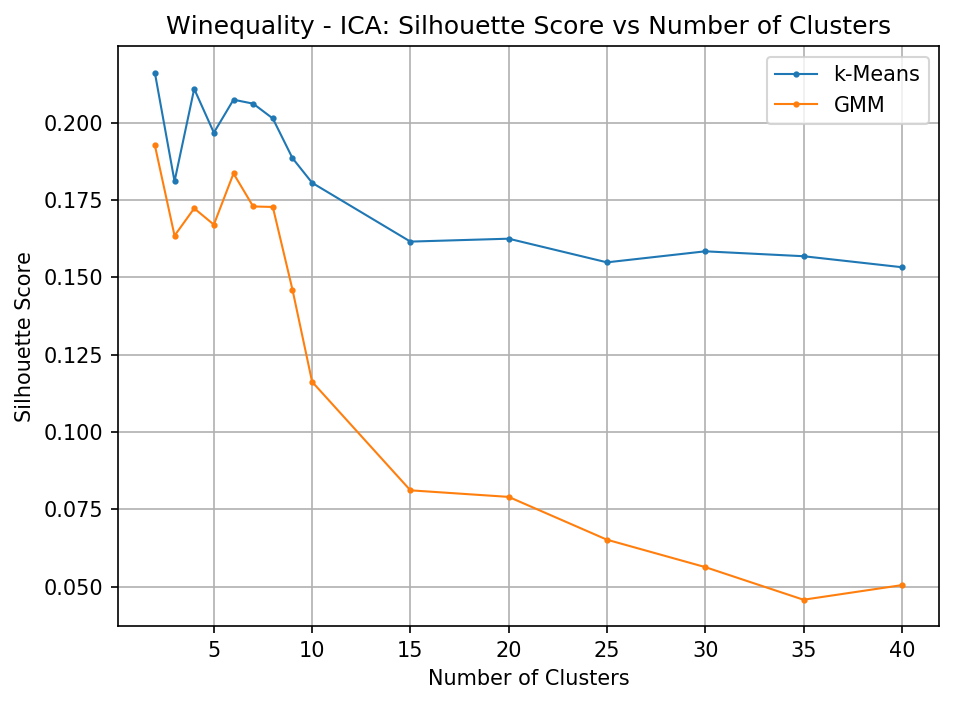 Winequality - ICA: Silhouette Score vs Number of Clusters
k-Means
GMM
Silhouette Score
0.200
0.175
0.150
0.125
0.100
0.075
0.050
5 10 15 20 25 30 35 40
Number of Clusters